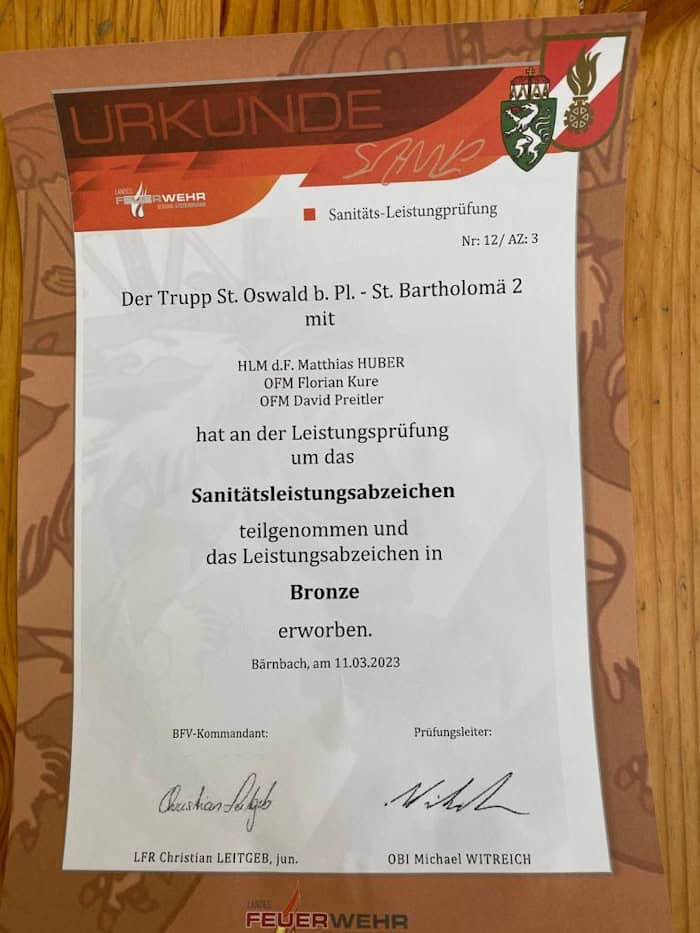 URKUNDE
LANDES
FEUERWEHR
Sanitäts-Leistungprüfung
Nr: 12/ AZ: 3
Der Trupp St. Oswald b. Pl. - St. Bartholomä 2
mit
HLM d.F. Matthias HUBER
OFM Florian Kure
OFM David Preitler
hat an der Leistungsprüfung
um das
Sanitätsleistungsabzeichen
teilgenommen und
das Leistungsabzeichen in
Bronze
erworben.
Bärnbach, am 11.03.2023
BFV-Kommandant: Prüfungsleiter:
Christian Leitgeb
LFR Christian LEITGEB, jun. OBI Michael WITREICH
LANDES
FEUERWEHR